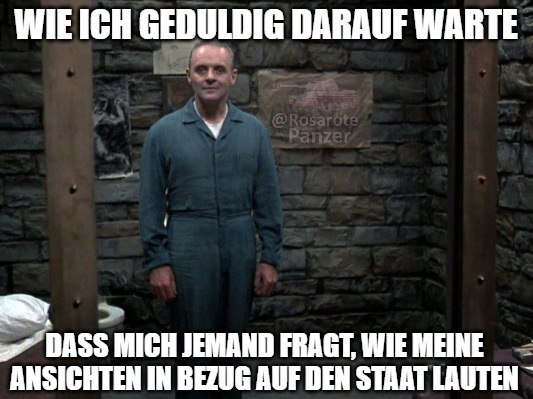 WIE ICH GEDULDIG DARAUF WARTE
@Rosarote
Panzer
DASS MICH JEMAND FRAGT, WIE MEINE
ANSICHTEN IN BEZUG AUF DEN STAAT LAUTEN